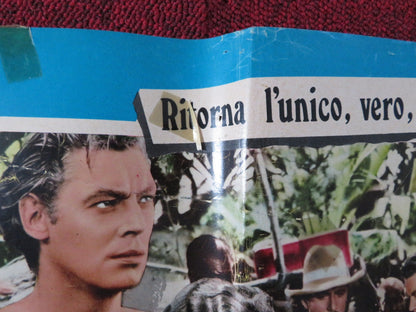 Ritorna l'unico, vero,